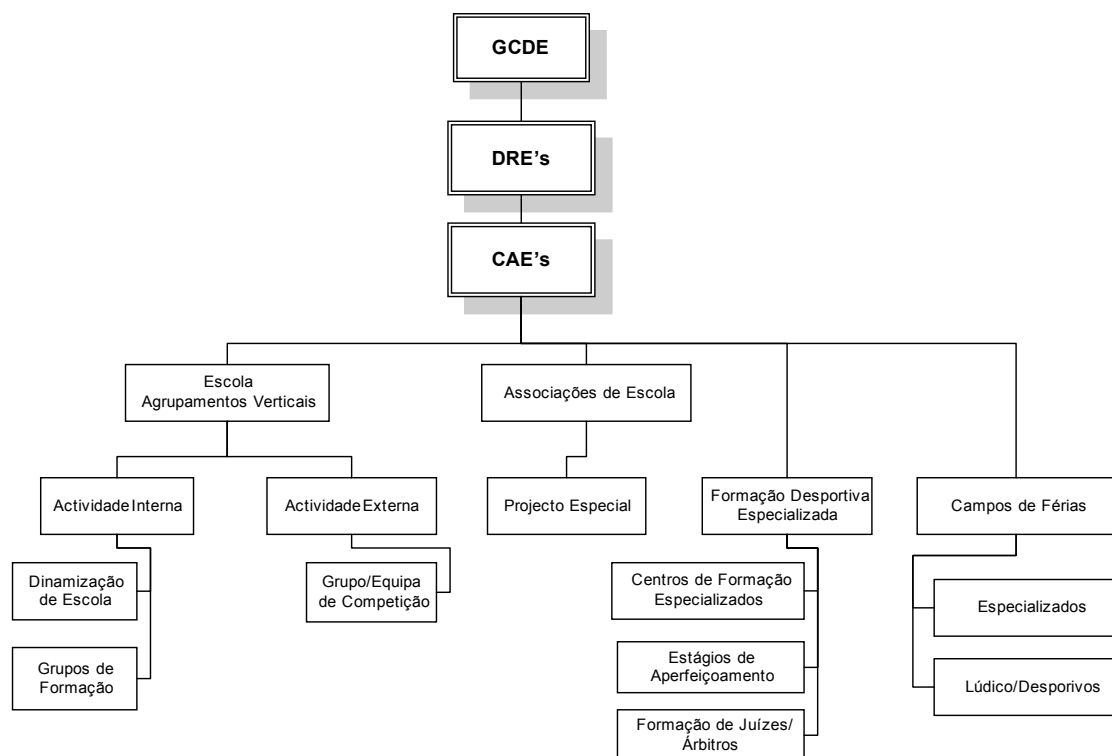 GCDE
DRE's
CAE's
Escola
Agrupamentos Verticais
Associações de Escola
Actividade Interna
Actividade Externa
Projecto Especial
Formação Desportiva
Especializada
Campos de Férias
Dinamização
de Escola
Grupo/Equipa
de Competição
Centros de Formação
Especializados
Especializados
Grupos de
Formação
Estágios de
Aperfeiçoamento
Lúdico/Desporivos
Formação de Juízes/
Árbitros